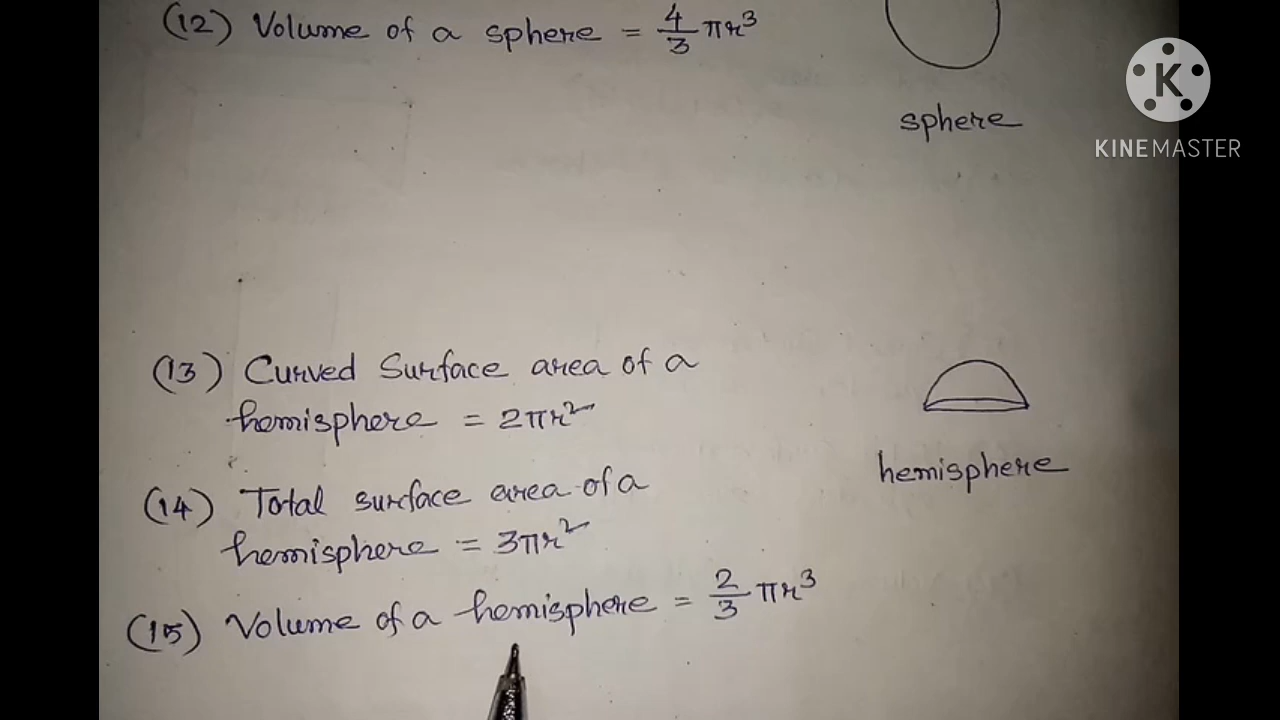 (12) Volume of a sphere = 4/3 πr³
sphere
K
KINEMASTER
(13) Curved Surface area of a
hemisphere = 2πr²
hemisphere
(14) Total surface area of a
hemisphere = 3πr²
(15) Volume of a hemisphere = 2/3 πr³